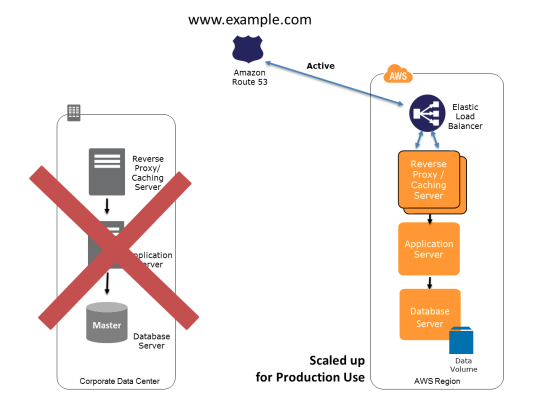 www.example.com
Amazon
Route 53
Active
AWS
Elastic
Load
Balancer
Reverse
Proxy/
Caching
Server
Reverse
Proxy /
Caching
Server
Application
Server
Master
Database
Server
Application
Server
Database
Server
Data
Volume
Scaled up
for Production Use
Corporate Data Center
AWS Region